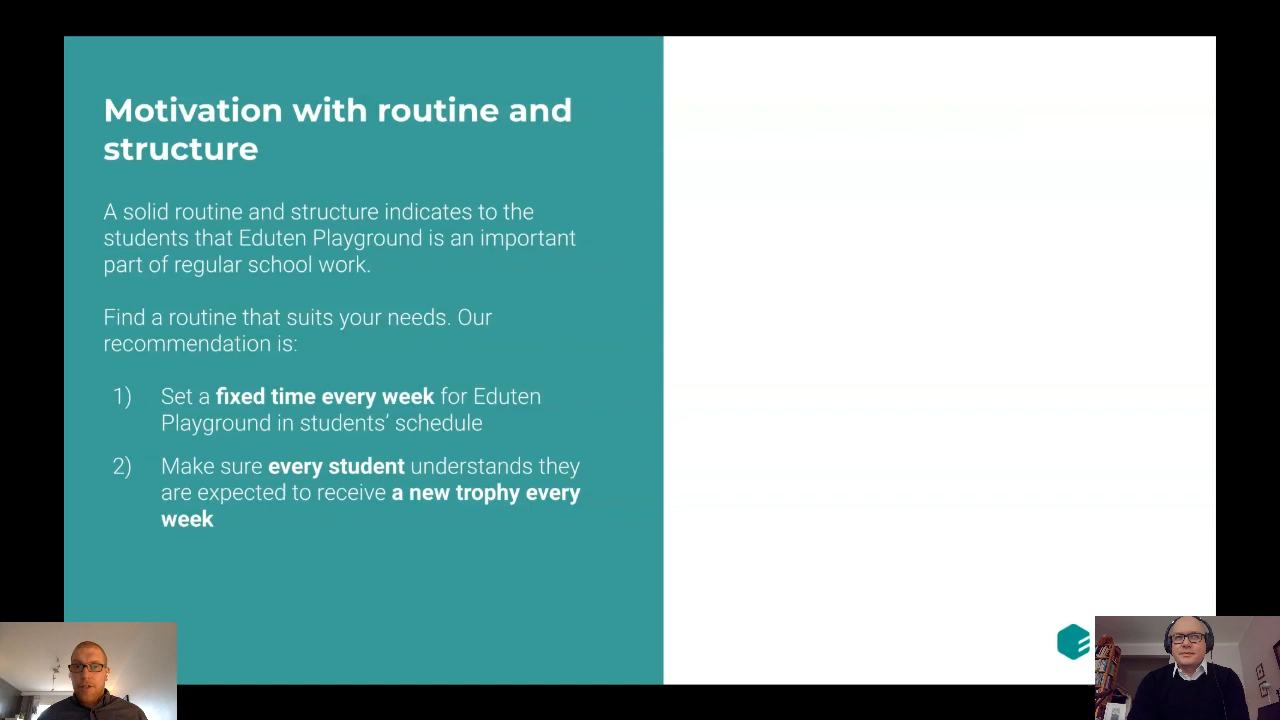 Motivation with routine and
structure
A solid routine and structure indicates to the
students that Eduten Playground is an important
part of regular school work.
Find a routine that suits your needs. Our
recommendation is:
1) Set a fixed time every week for Eduten
Playground in students’ schedule
2) Make sure every student understands they
are expected to receive a new trophy every
week